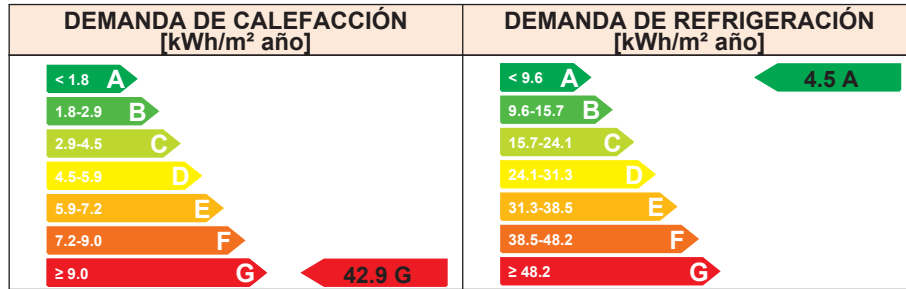 DEMANDA DE CALEFACCIÓN
[kWh/m² año]
< 1.8 A
1.8-2.9 B
2.9-4.5 C
4.5-5.9 D
5.9-7.2 E
7.2-9.0 F
≥ 9.0 G
42.9 G
DEMANDA DE REFRIGERACIÓN
[kWh/m² año]
< 9.6 A
4.5 A
9.6-15.7 B
15.7-24.1 C
24.1-31.3 D
31.3-38.5 E
38.5-48.2 F
≥ 48.2 G